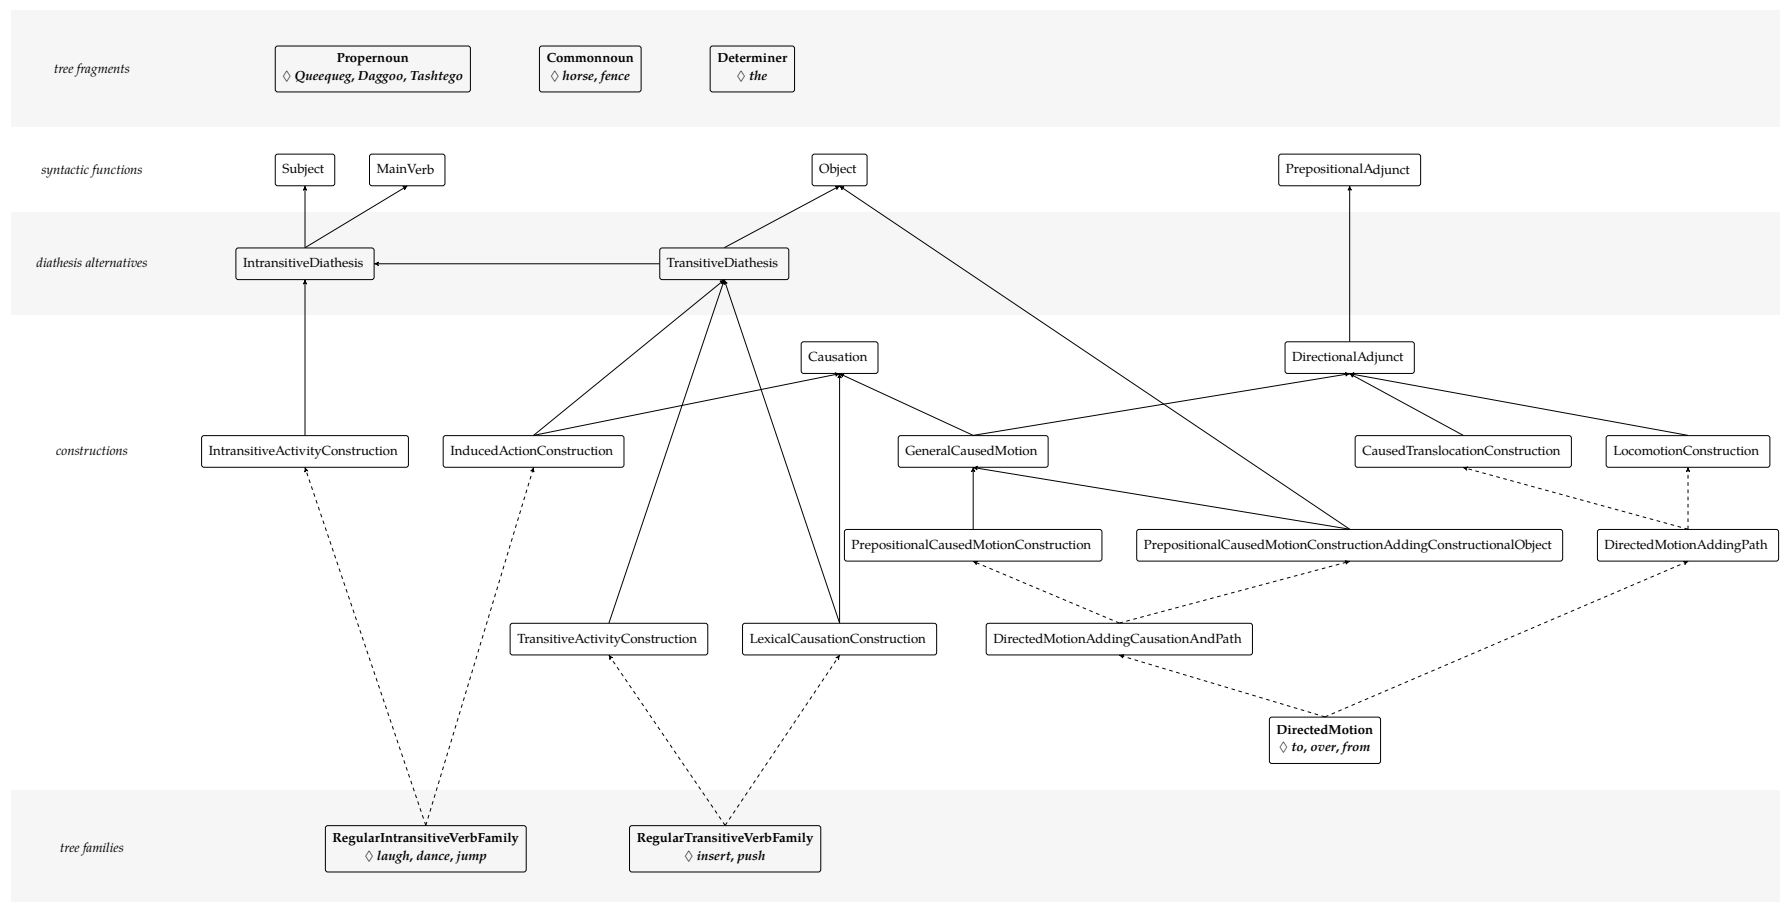 tree fragments
Propernoun
◊ Queequeg, Daggoo, Tashtego
Commonnoun
◊ horse, fence
Determiner
◊ the
syntactic functions
Subject
MainVerb
Object
PrepositionalAdjunct
diathesis alternatives
IntransitiveDiathesis
TransitiveDiathesis
Causation
DirectionalAdjunct
constructions
IntransitiveActivityConstruction
InducedActionConstruction
GeneralCausedMotion
CausedTranslocationConstruction
LocomotionConstruction
PrepositionalCausedMotionConstruction
PrepositionalCausedMotionConstructionAddingConstructionalObject
DirectedMotionAddingPath
TransitiveActivityConstruction
LexicalCausationConstruction
DirectedMotionAddingCausationAndPath
DirectedMotion
◊ to, over, from
tree families
RegularIntransitiveVerbFamily
◊ laugh, dance, jump
RegularTransitiveVerbFamily
◊ insert, push